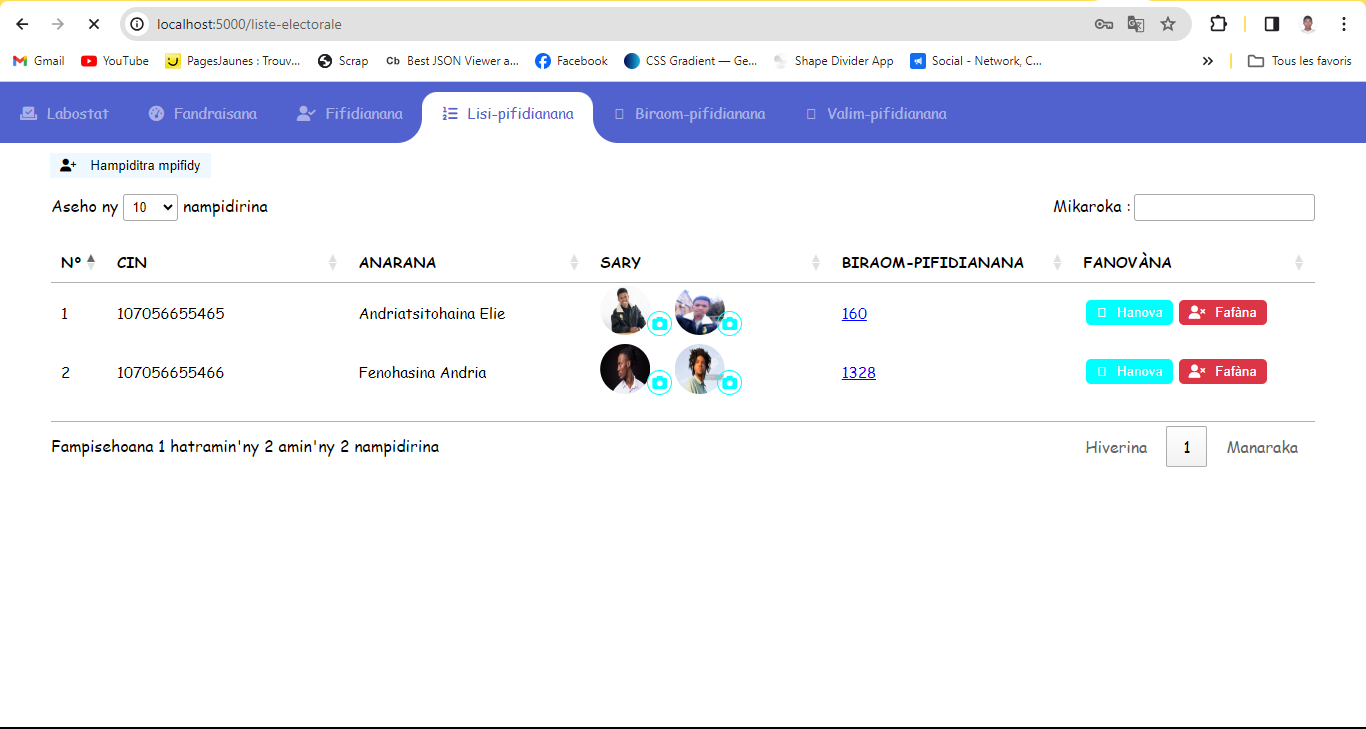 localhost:5000/liste-electorale
Gmail YouTube PagesJaunes : Trouv... Scrap Cb Best JSON Viewer a... Facebook CSS Gradient — Ge... Shape Divider App Social - Network, C... » Tous les favoris
Labostat Fandraisana Fifidianana Lisi-pifidianana Biraom-pifidianana Valim-pifidianana
Hampiditra mpifidy
Aseho ny 10 nampidirina Mikaroka :
N° CIN ANARANA SARY BIRAOM-PIFIDIANANA FANOVÀNA
1 107056655465 Andriatsitohaina Elie 160 Hanova Fafàna
2 107056655466 Fenohasina Andria 1328 Hanova Fafàna
Fampisehoana 1 hatramin'ny 2 amin'ny 2 nampidirina Hiverina 1 Manaraka